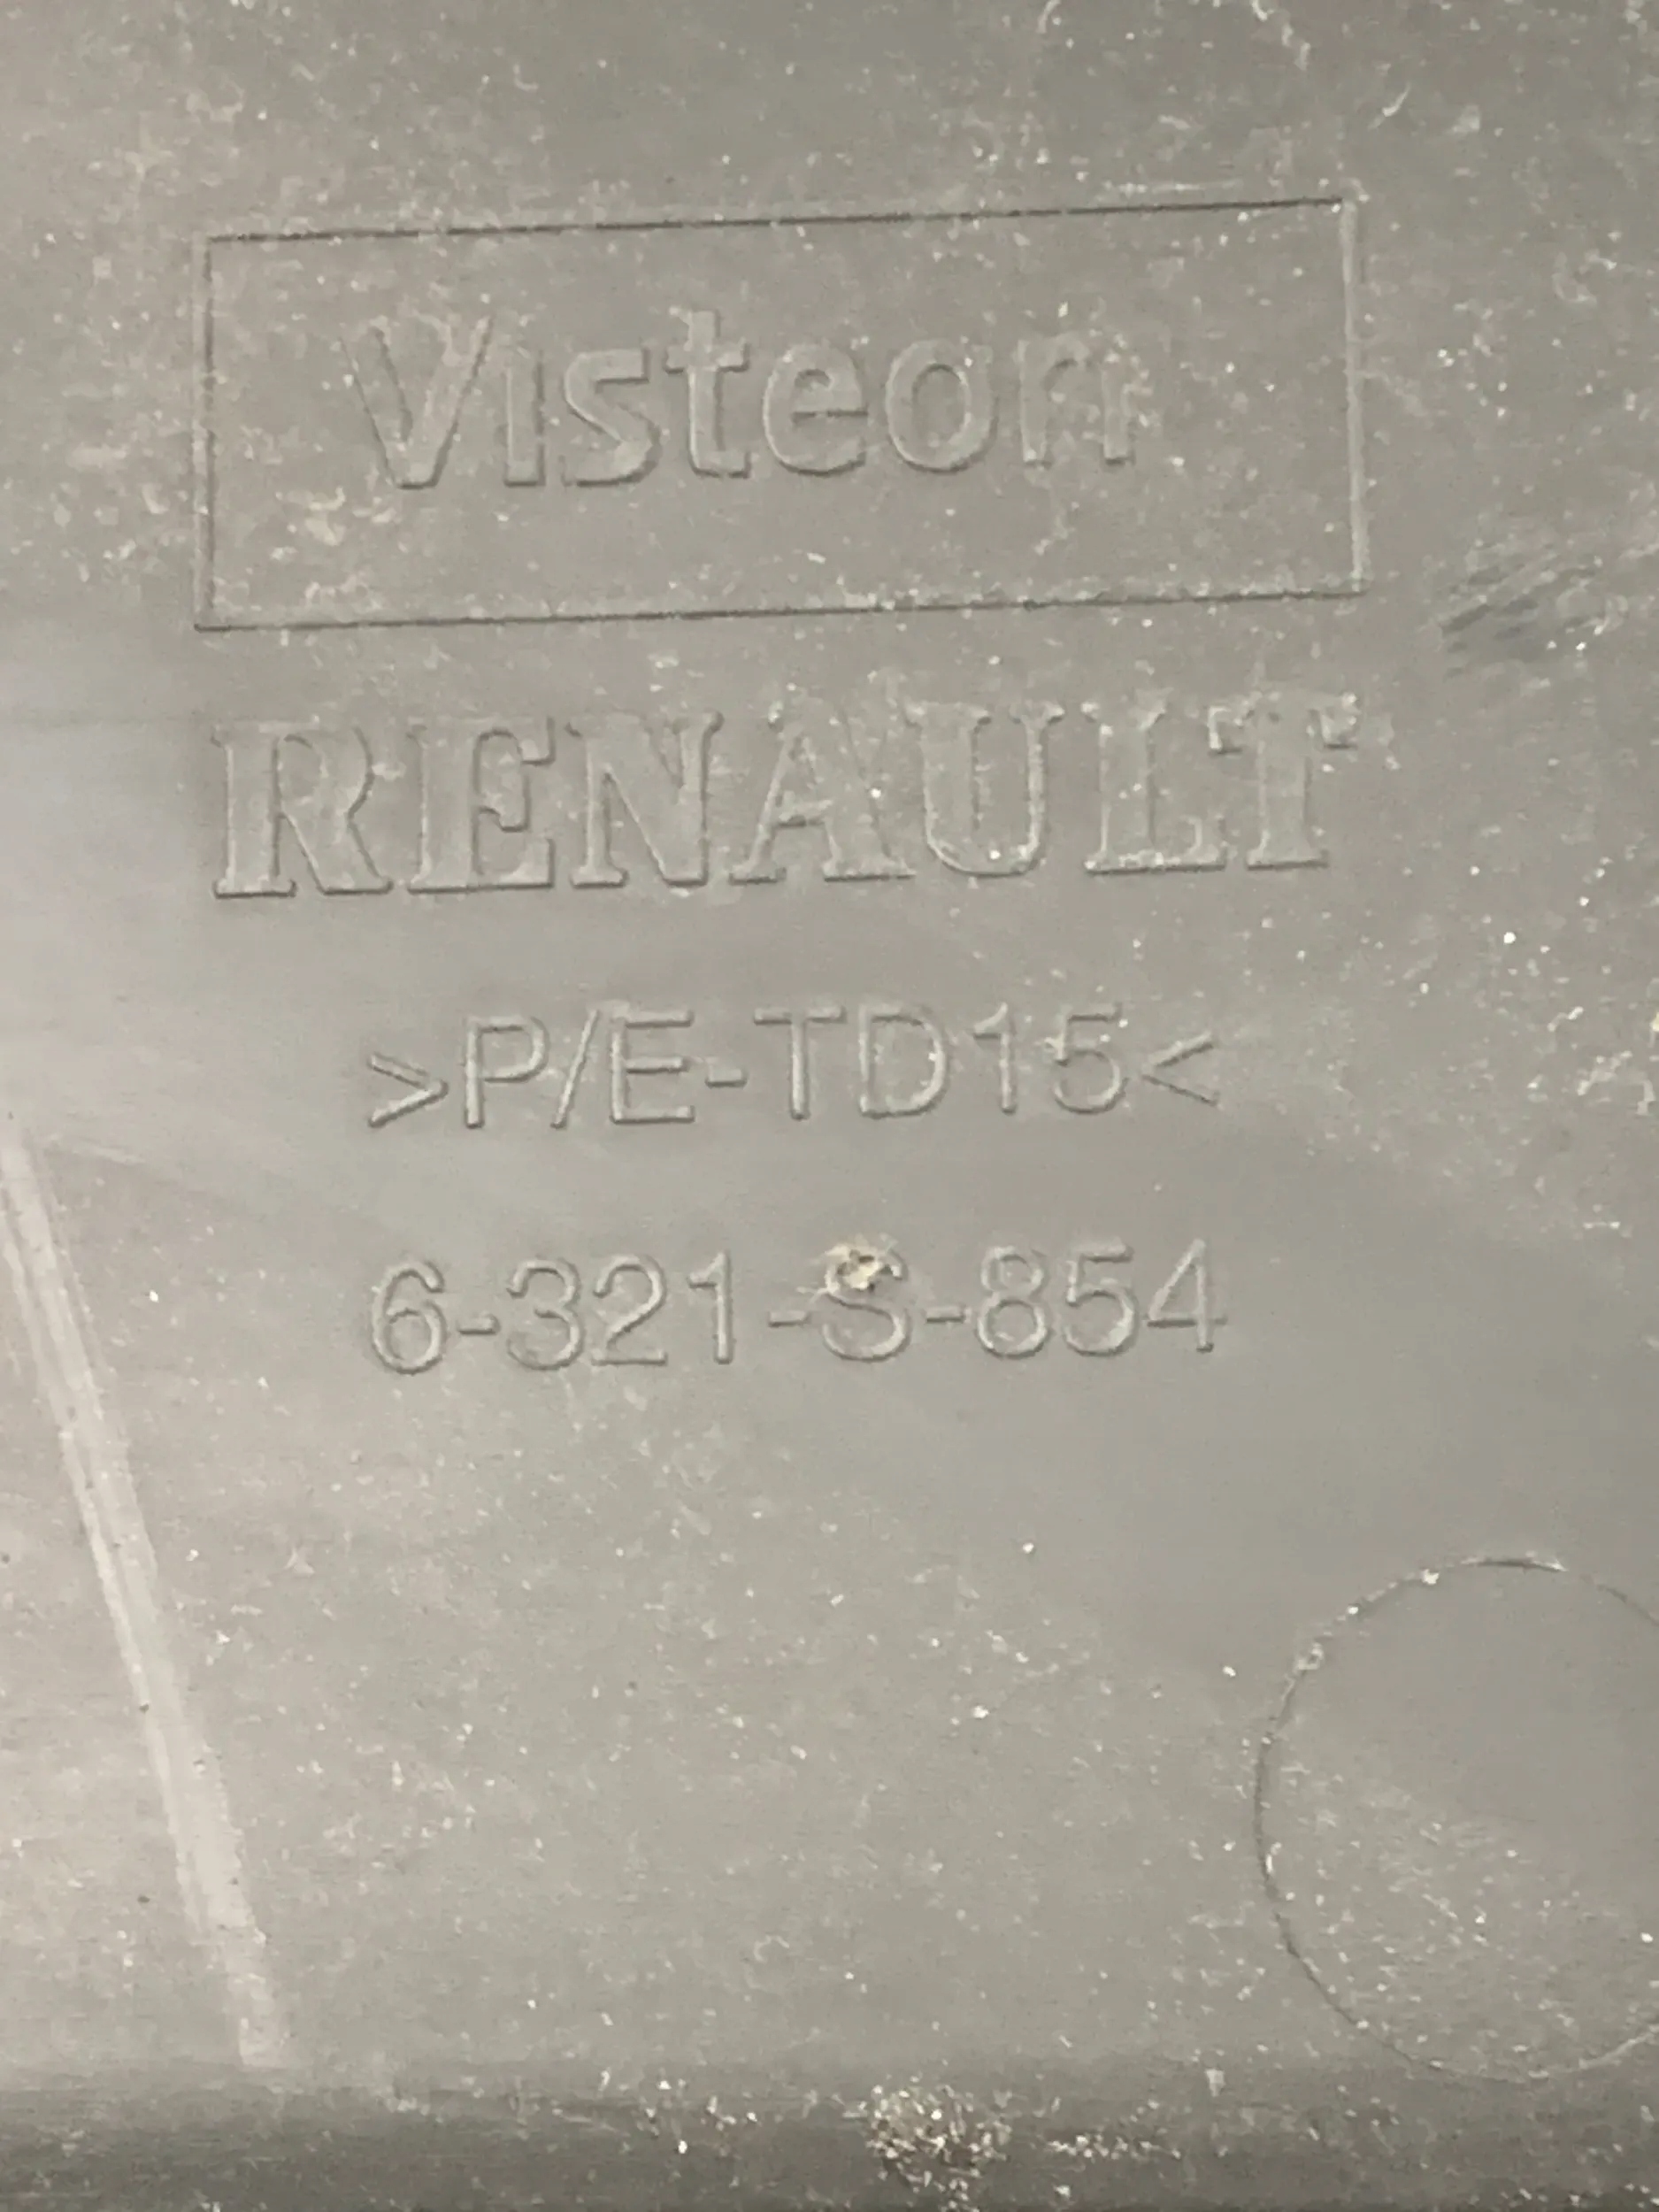 Visteon
RENAULT
>P/E-TD15<
6-321-S-854